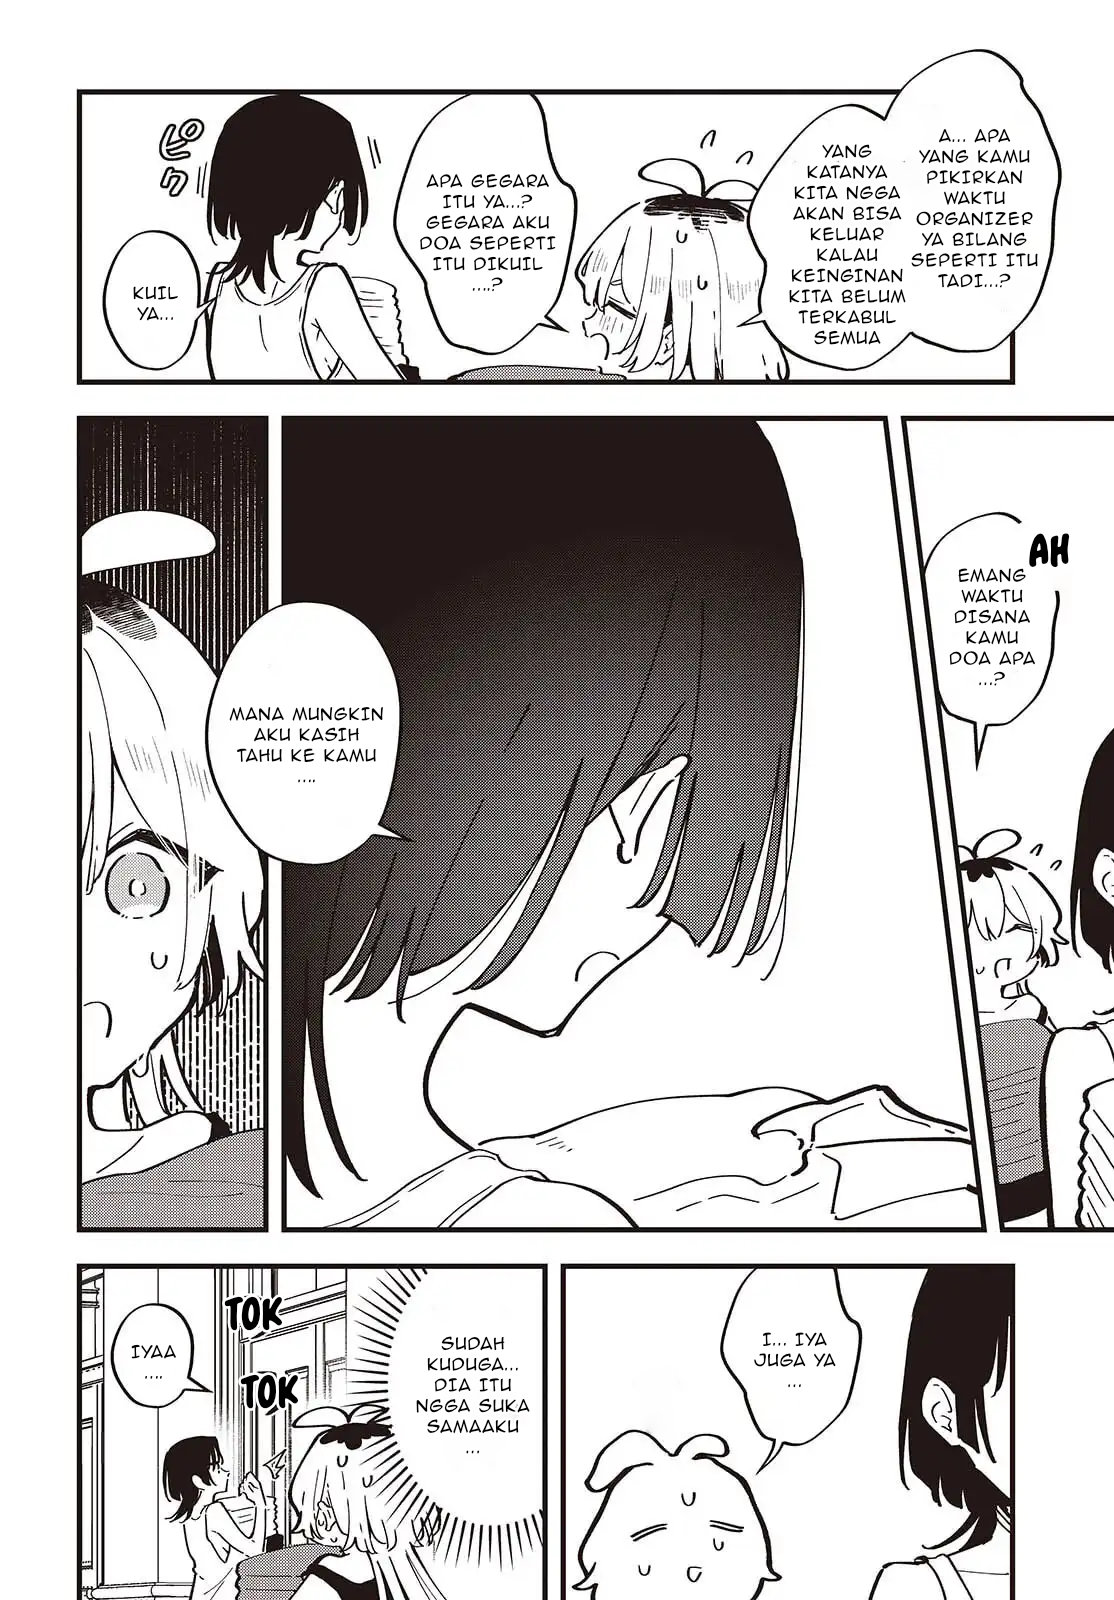 A... APA
YANG KAMU
PIKIRKAN
WAKTU
ORGANIZER
YA BILANG
SEPERTI ITU
TADI...?
YANG
KATANYA
KITA NGGA
AKAN BISA
KELUAR
KALAU
KEINGINAN
KITA BELUM
TERKABUL
SEMUA
APA GEGARA
ITU YA...?
GEGARA AKU
DOA SEPERTI
ITU DIKUIL
....?
ピクッ
KUIL
YA...
AH
EMANG
WAKTU
DISANA
KAMU
DOA APA
...?
MANA MUNGKIN
AKU KASIH
TAHU KE KAMU
....
I... IYA
JUGA YA
...
SUDAH
KUDUGA...
DIA ITU
NGGA SUKA
SAMAAKU
...
TOK
TOK
IYAA
....